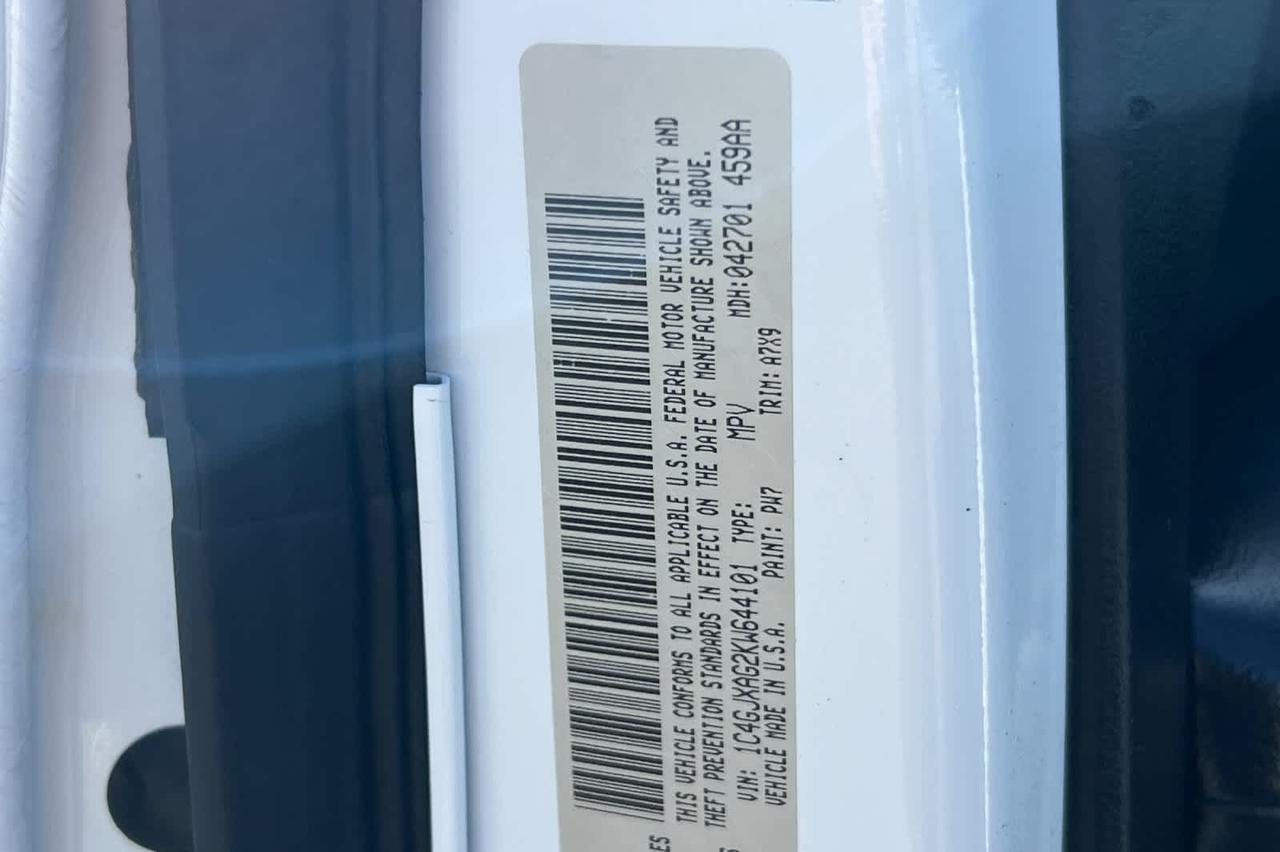 LES
THIS VEHICLE CONFORMS TO ALL APPLICABLE U.S.A. FEDERAL MOTOR VEHICLE SAFETY AND
THEFT PREVENTION STANDARDS IN EFFECT ON THE DATE OF MANUFACTURE SHOWN ABOVE.
VIN: 1C4GJXAG2KW644101 TYPE: MPV MDH:042701 459AA
VEHICLE MADE IN U.S.A. PAINT: PW7 TRIM: A7X9